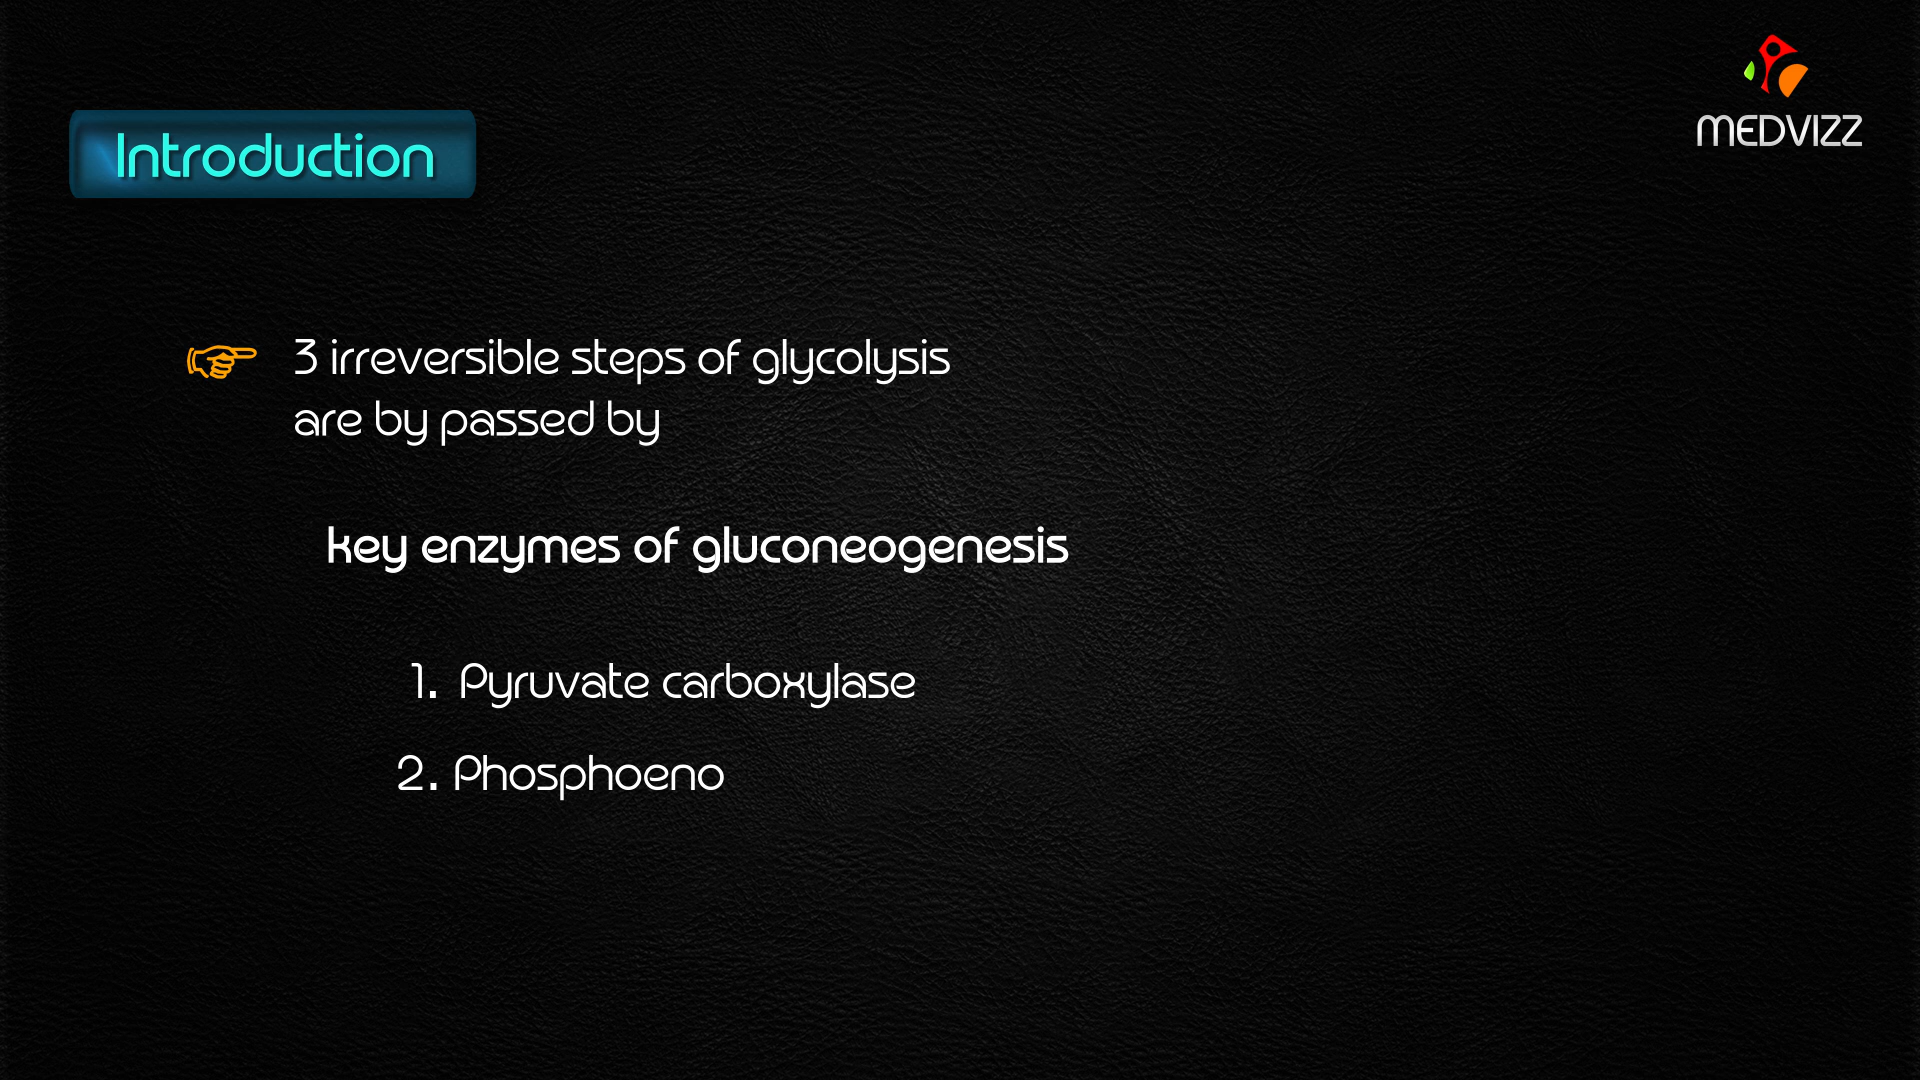 MEDVIZZ
Introduction
3 irreversible steps of glycolysis
are by passed by
key enzymes of gluconeogenesis
1. Pyruvate carboxylase
2. Phosphoeno